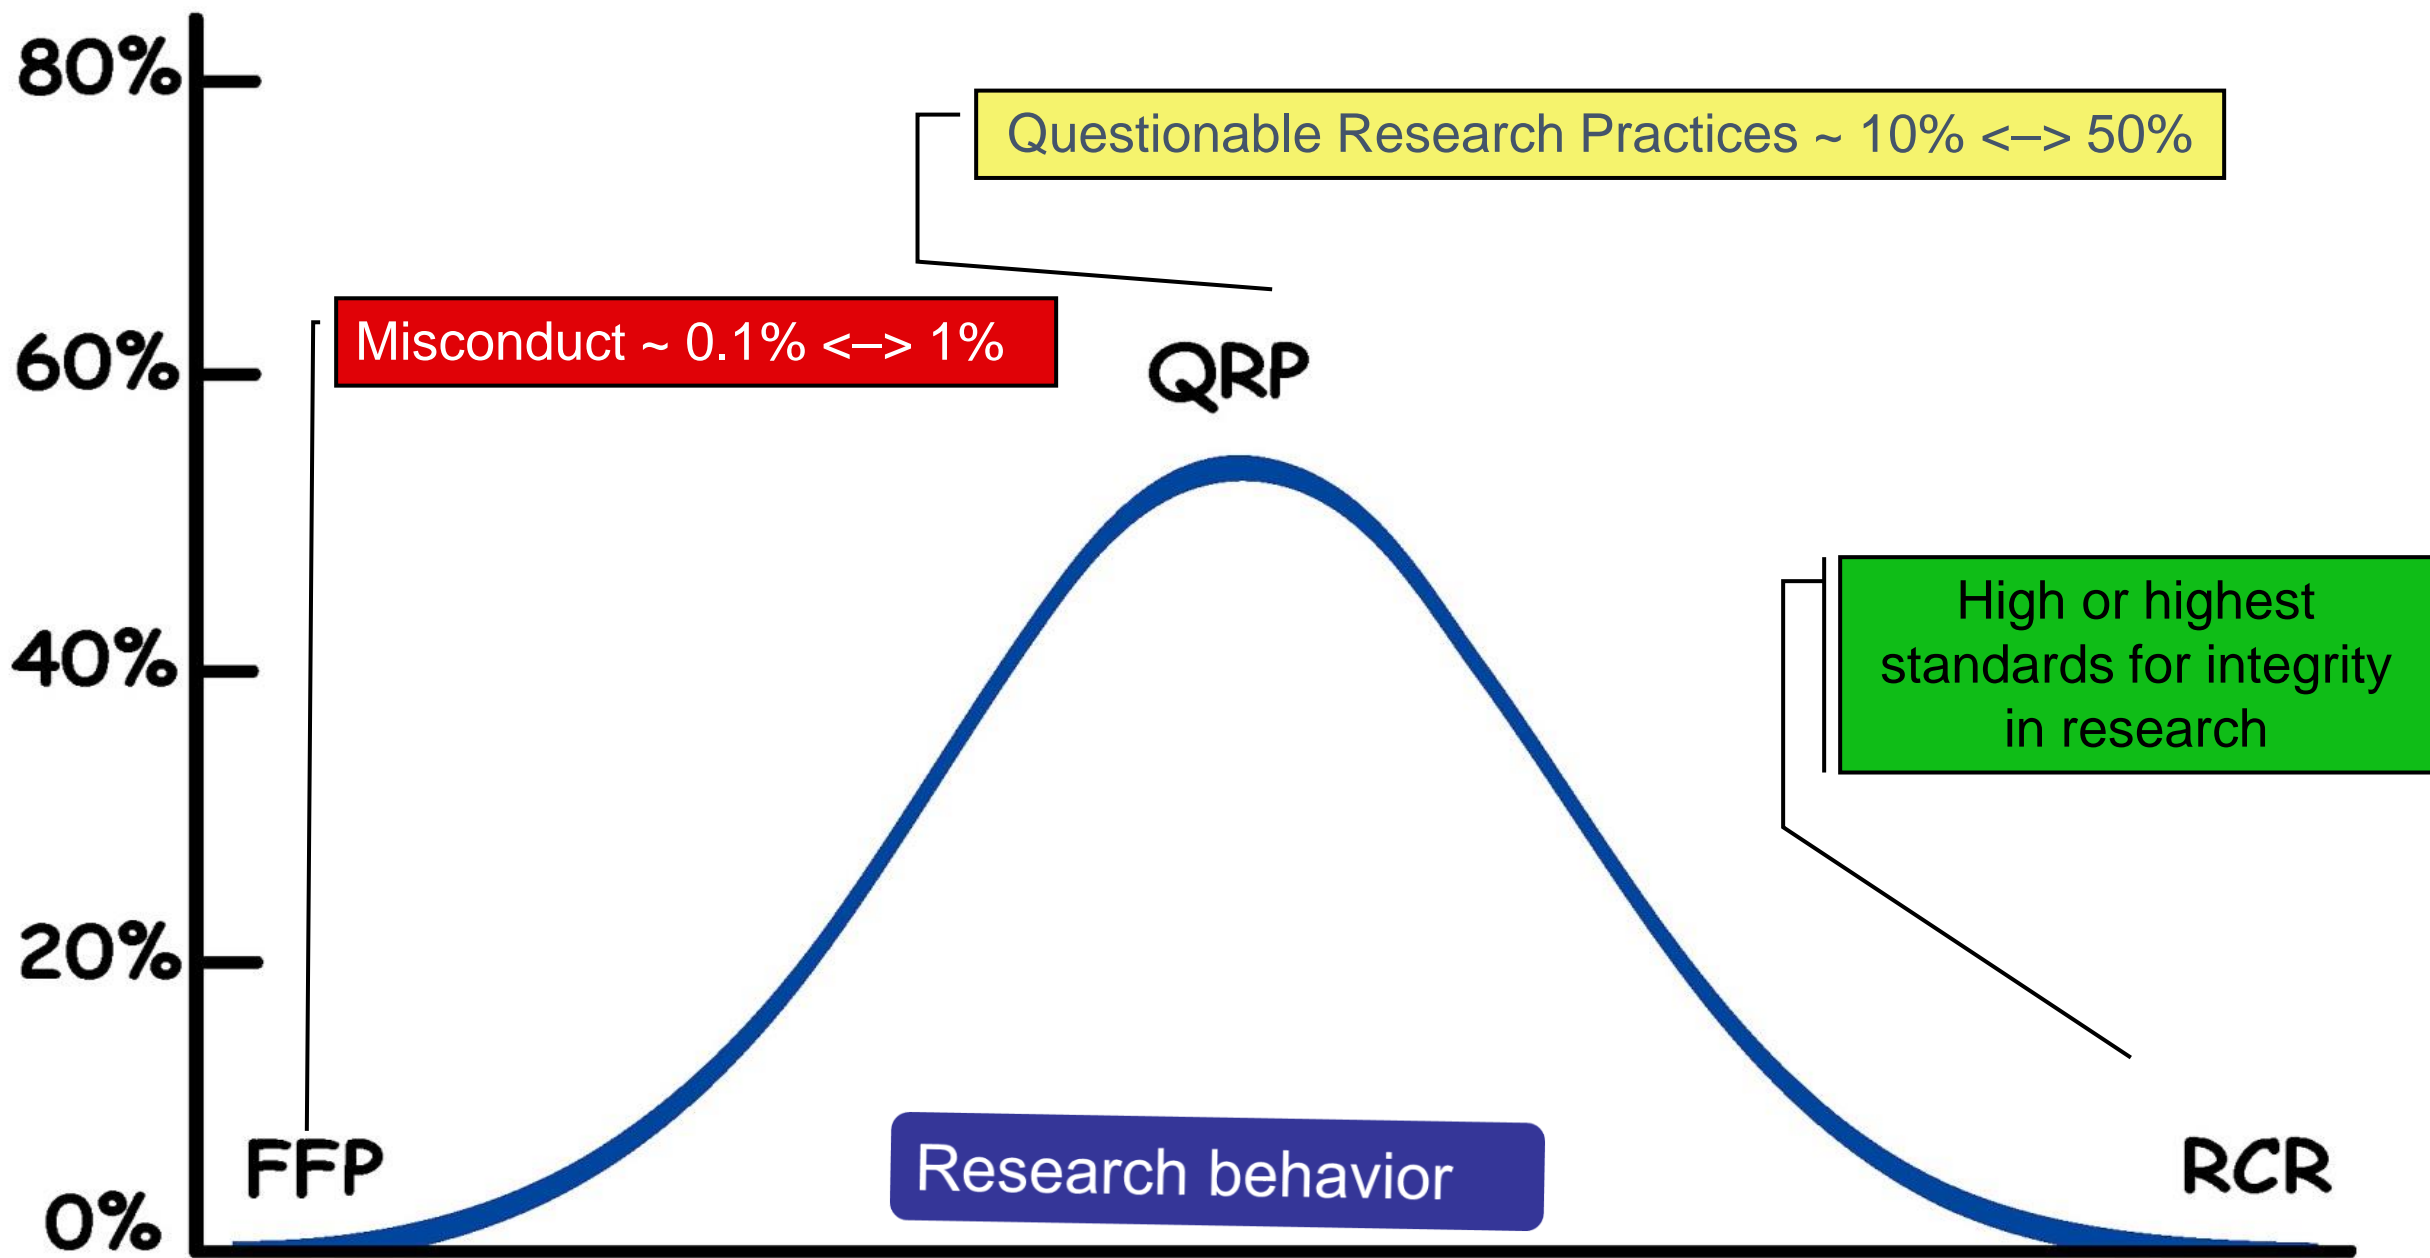 80%
Questionable Research Practices ~ 10% <–> 50%
Misconduct ~ 0.1% <–> 1%
60%
QRP
High or highest
standards for integrity
in research
40%
20%
FFP
Research behavior
RCR
0%